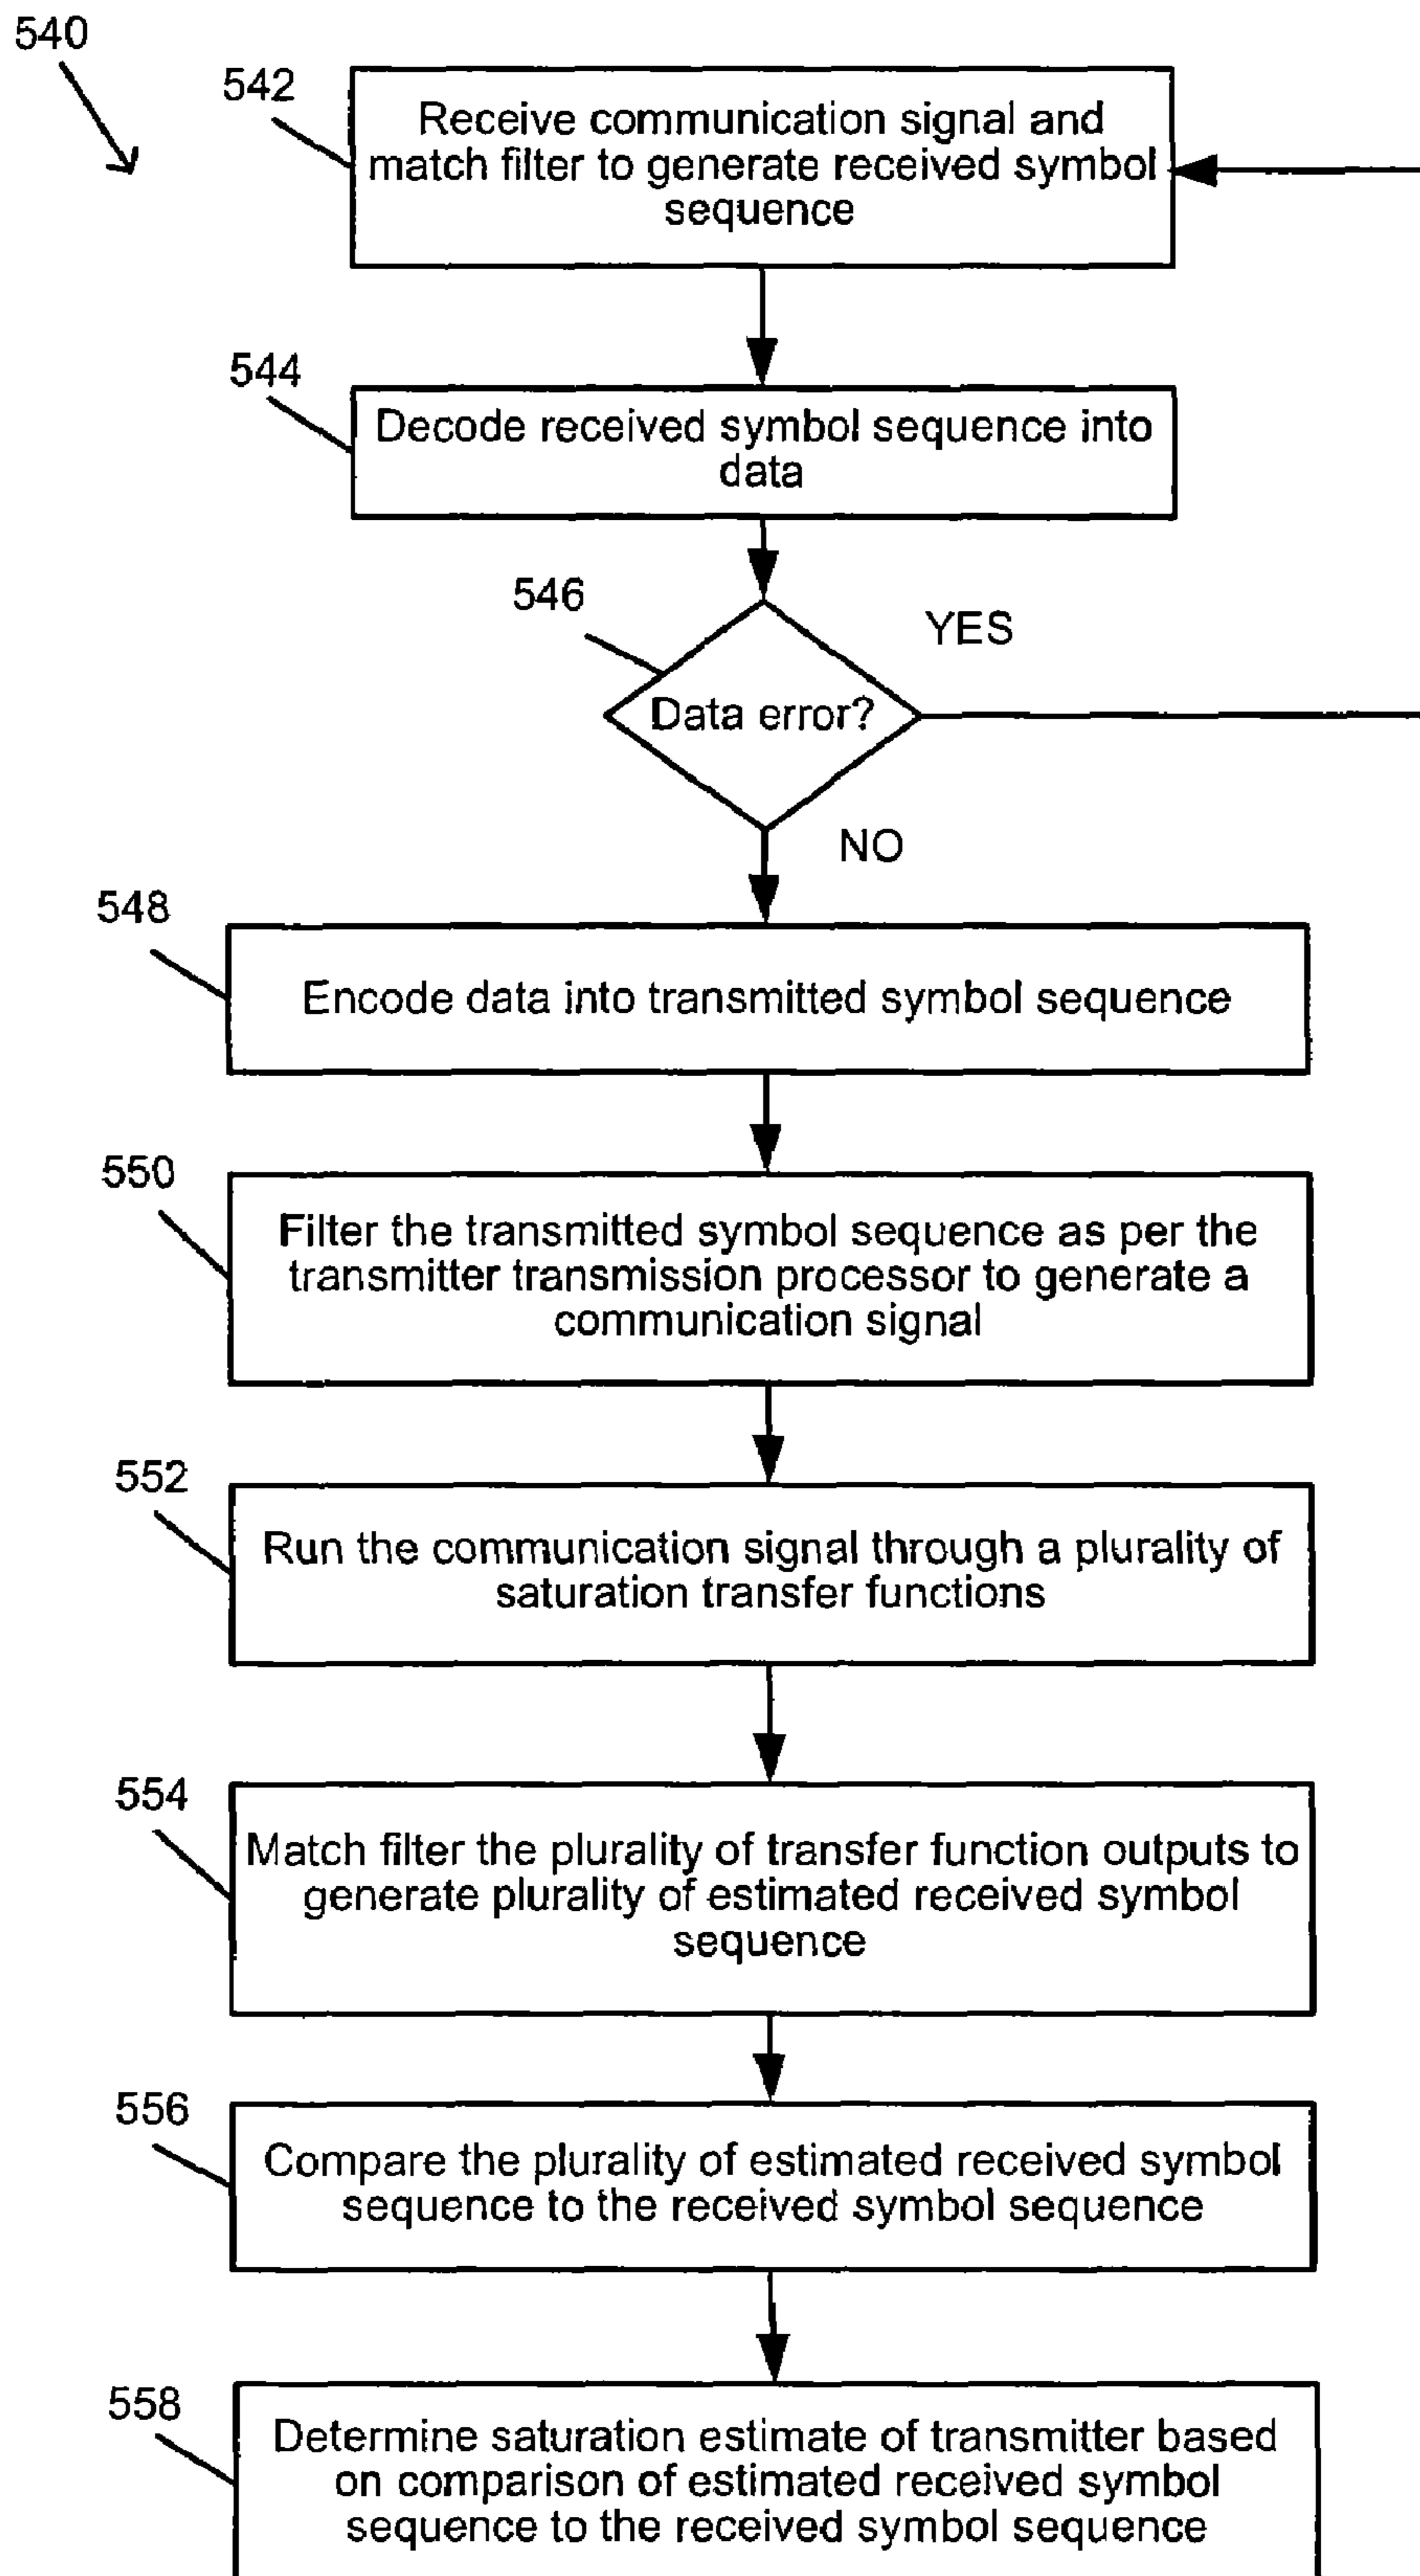 540
542
Receive communication signal and
match filter to generate received symbol
sequence
544
Decode received symbol sequence into
data
546
YES
Data error?
NO
548
Encode data into transmitted symbol sequence
550
Filter the transmitted symbol sequence as per the
transmitter transmission processor to generate a
communication signal
552
Run the communication signal through a plurality of
saturation transfer functions
554
Match filter the plurality of transfer function outputs to
generate plurality of estimated received symbol
sequence
556
Compare the plurality of estimated received symbol
sequence to the received symbol sequence
558
Determine saturation estimate of transmitter based
on comparison of estimated received symbol
sequence to the received symbol sequence